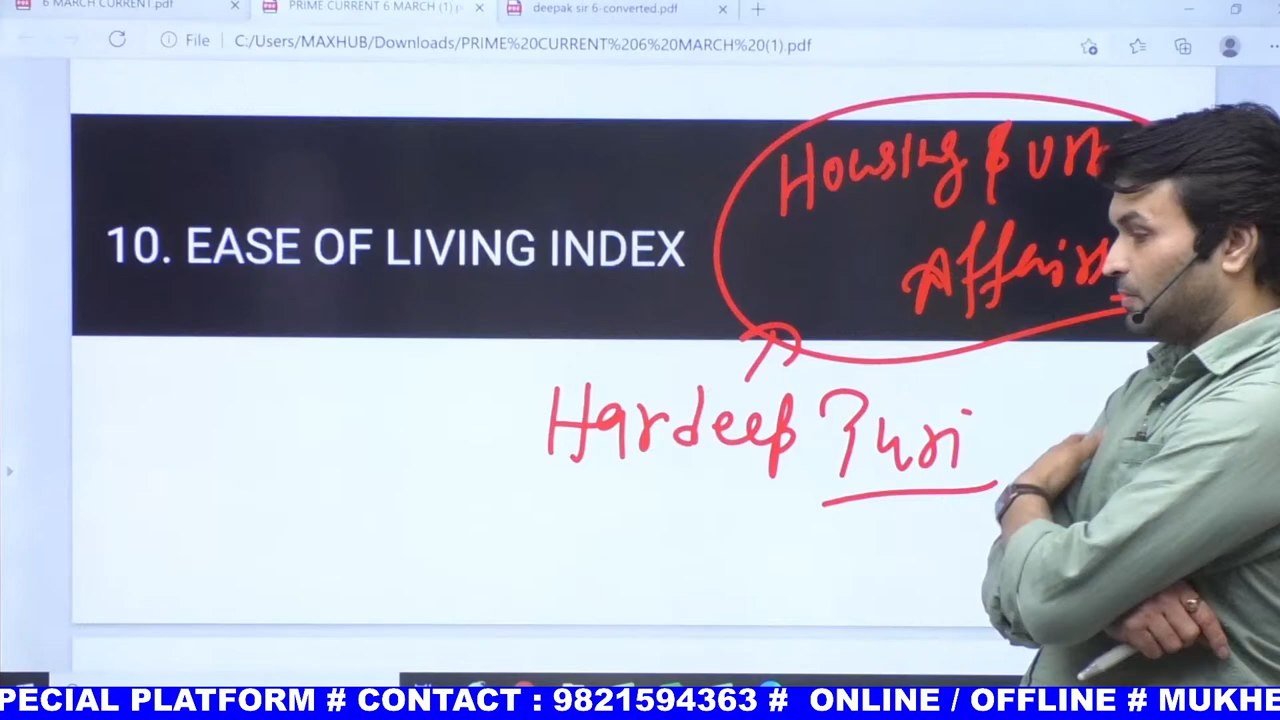 6 MARCH CURRENT.pdf
PRIME CURRENT 6 MARCH (1).p
deepak sir 6-converted.pdf
File
C:/Users/MAXHUB/Downloads/PRIME%20CURRENT%206%20MARCH%20(1).pdf
Housing & Ur
Affairs
10. EASE OF LIVING INDEX
Hardeep Puri
PECIAL PLATFORM # CONTACT : 9821594363 # ONLINE / OFFLINE # MUKHE